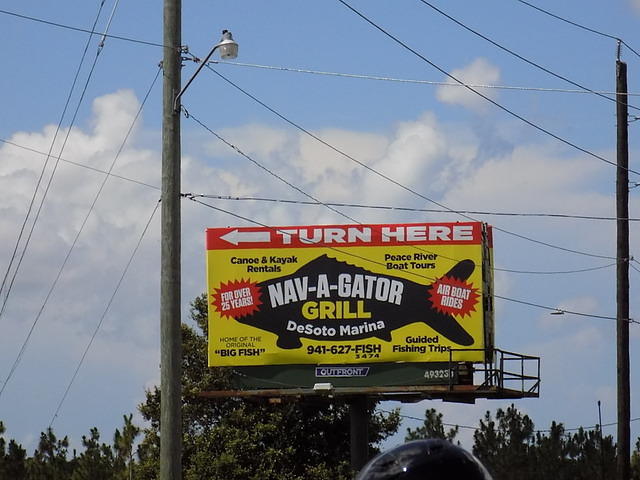 TURN HERE
Canoe & Kayak
Rentals
Peace River
Boat Tours
FOR OVER
25 YEARS!
NAV-A-GATOR
GRILL
DeSoto Marina
AIR BOAT
RIDES
HOME OF THE
ORIGINAL
"BIG FISH"
941-627-FISH
3474
Guided
Fishing Trips
OUTFRONT
49323